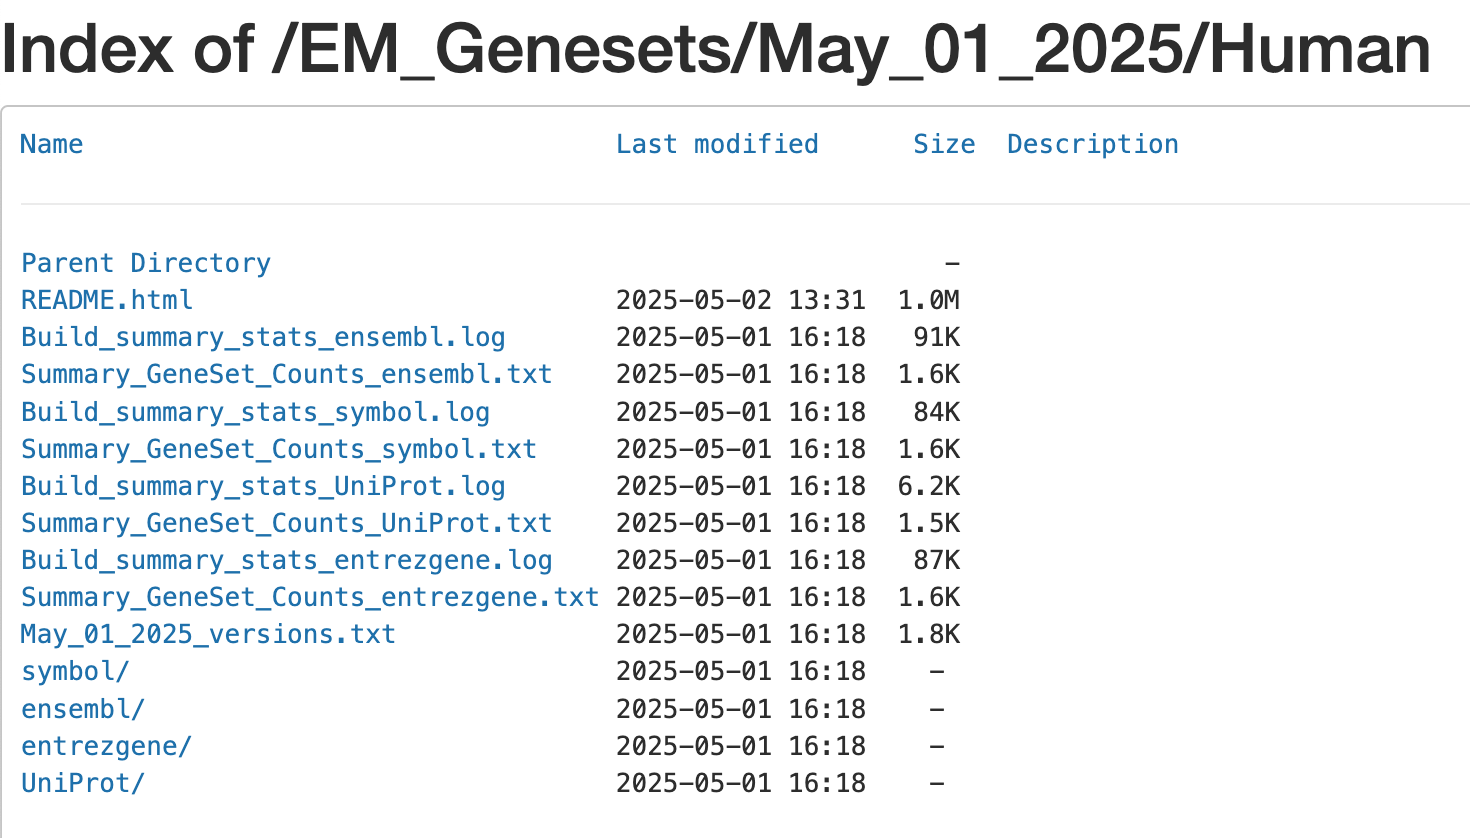 Index of /EM_Genesets/May_01_2025/Human
Name Last modified Size Description
Parent Directory -
README.html 2025-05-02 13:31 1.0M
Build_summary_stats_ensembl.log 2025-05-01 16:18 91K
Summary_GeneSet_Counts_ensembl.txt 2025-05-01 16:18 1.6K
Build_summary_stats_symbol.log 2025-05-01 16:18 84K
Summary_GeneSet_Counts_symbol.txt 2025-05-01 16:18 1.6K
Build_summary_stats_UniProt.log 2025-05-01 16:18 6.2K
Summary_GeneSet_Counts_UniProt.txt 2025-05-01 16:18 1.5K
Build_summary_stats_entrezgene.log 2025-05-01 16:18 87K
Summary_GeneSet_Counts_entrezgene.txt 2025-05-01 16:18 1.6K
May_01_2025_versions.txt 2025-05-01 16:18 1.8K
symbol/ 2025-05-01 16:18 -
ensembl/ 2025-05-01 16:18 -
entrezgene/ 2025-05-01 16:18 -
UniProt/ 2025-05-01 16:18 -